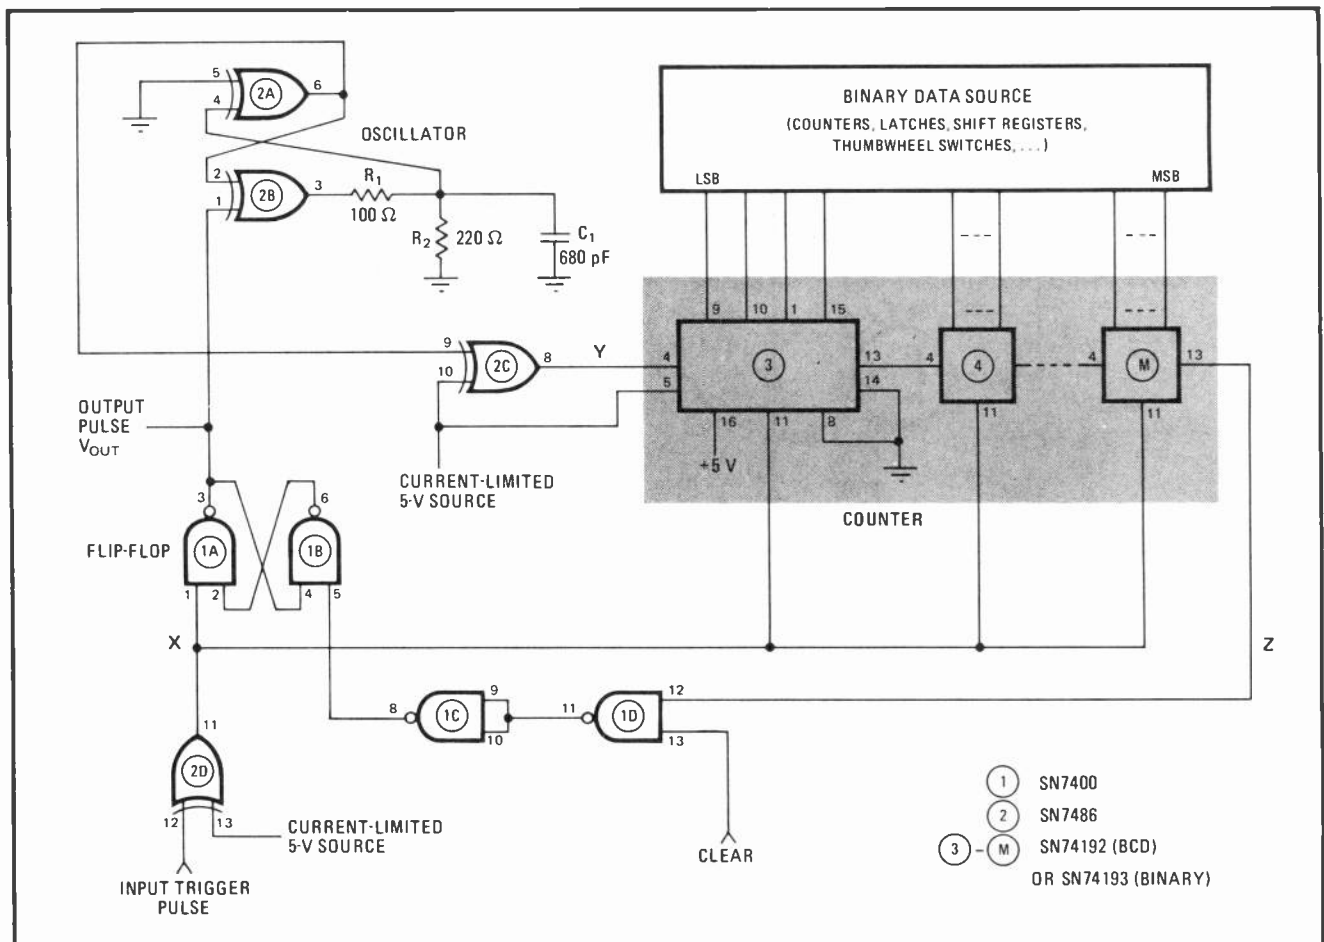 5
4
2A
6
OSCILLATOR
2
1
2B
3
R1
100 Ω
R2
220 Ω
C1
680 pF
BINARY DATA SOURCE
(COUNTERS, LATCHES, SHIFT REGISTERS,
THUMBWHEEL SWITCHES, ...)
LSB
MSB
9
10
1
15
9
10
2C
8
Y
4
5
3
13
14
4
4
4
M
13
16
11
8
11
11
+5 V
COUNTER
OUTPUT
PULSE
VOUT
CURRENT-LIMITED
5-V SOURCE
3
6
FLIP-FLOP
1A
1B
1
2
4
5
X
Z
11
2D
12
13
CURRENT-LIMITED
5-V SOURCE
INPUT TRIGGER
PULSE
8
1C
9
10
11
1D
12
13
CLEAR
1 SN7400
2 SN7486
3 – M SN74192 (BCD)
OR SN74193 (BINARY)